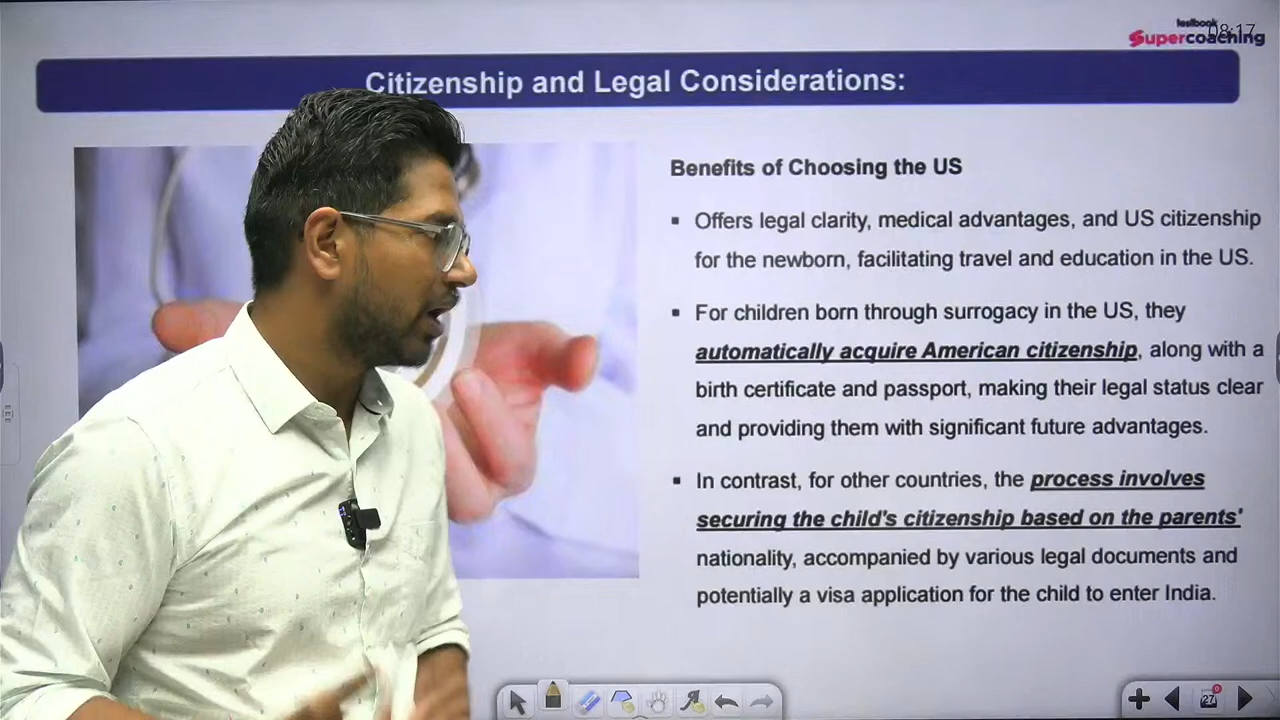 testbook
08:17
Supercoaching
Citizenship and Legal Considerations:
Benefits of Choosing the US
▪ Offers legal clarity, medical advantages, and US citizenship
for the newborn, facilitating travel and education in the US.
▪ For children born through surrogacy in the US, they
automatically acquire American citizenship, along with a
birth certificate and passport, making their legal status clear
and providing them with significant future advantages.
▪ In contrast, for other countries, the process involves
securing the child's citizenship based on the parents'
nationality, accompanied by various legal documents and
potentially a visa application for the child to enter India.
27